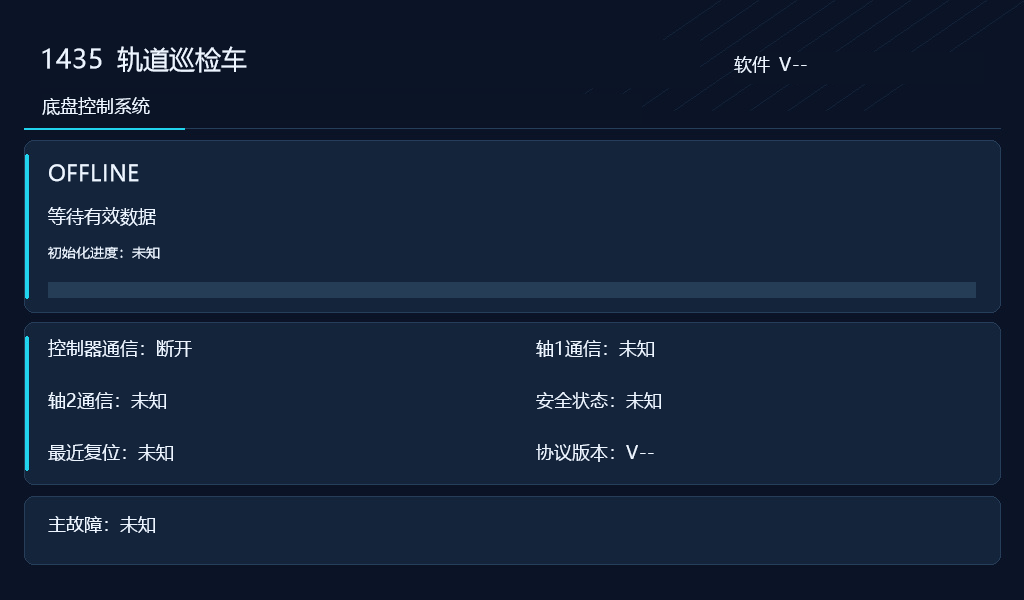 1435 轨道巡检车
软件 V--
底盘控制系统
OFFLINE
等待有效数据
初始化进度：未知
控制器通信：断开
轴1通信：未知
轴2通信：未知
安全状态：未知
最近复位：未知
协议版本：V--
主故障：未知